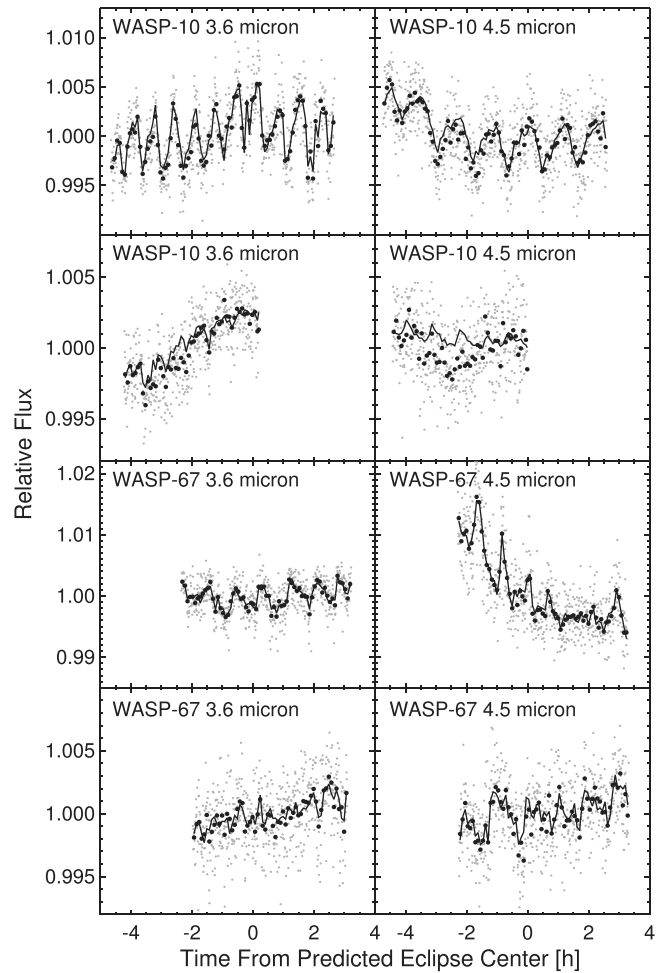 WASP-10 3.6 micron
WASP-10 4.5 micron
1.010
1.005
1.000
0.995
WASP-10 3.6 micron
WASP-10 4.5 micron
1.005
1.000
0.995
Relative Flux
WASP-67 3.6 micron
WASP-67 4.5 micron
1.02
1.01
1.00
0.99
WASP-67 3.6 micron
WASP-67 4.5 micron
1.005
1.000
0.995
-4 -2 0 2 4 -4 -2 0 2 4
Time From Predicted Eclipse Center [h]